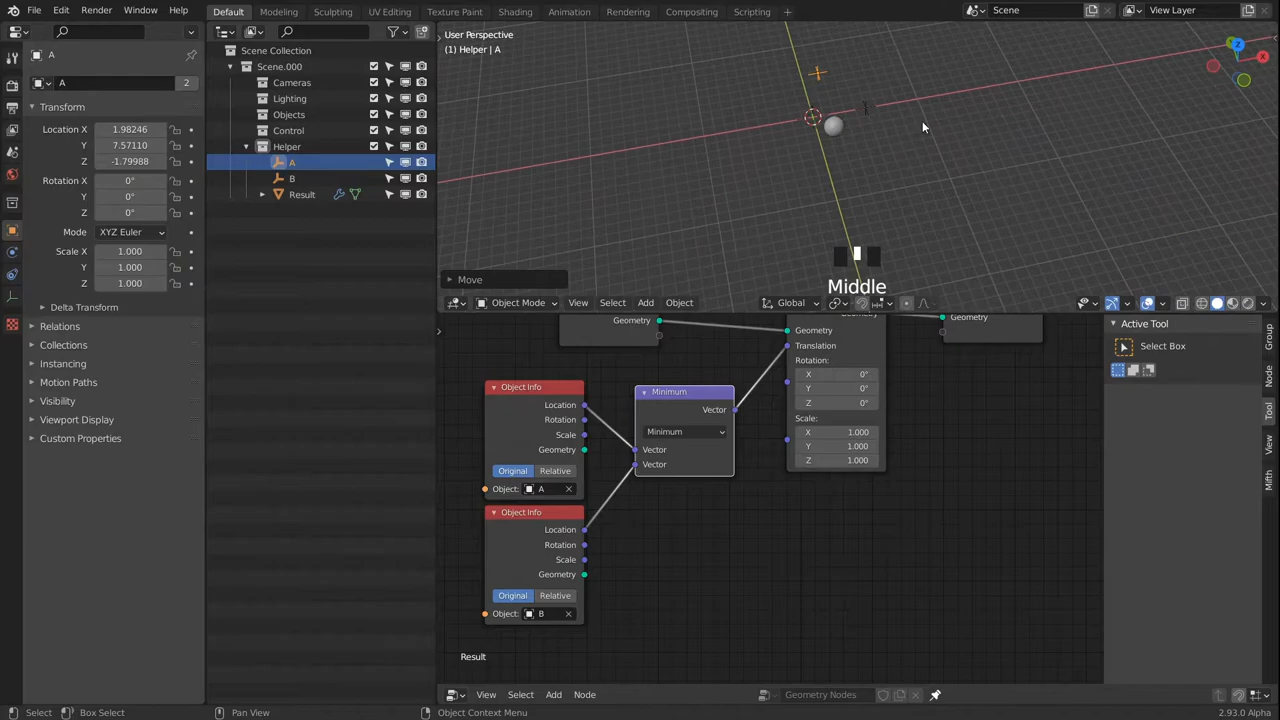 File Edit Render Window Help Default Modeling Sculpting UV Editing Texture Paint Shading Animation Rendering Compositing Scripting + Scene View Layer
A
A 2
Transform
Location X 1.98246
Y 7.57110
Z -1.79988
Rotation X 0°
Y 0°
Z 0°
Mode XYZ Euler
Scale X 1.000
Y 1.000
Z 1.000
Delta Transform
Relations
Collections
Instancing
Motion Paths
Visibility
Viewport Display
Custom Properties
Scene Collection
Scene.000
Cameras
Lighting
Objects
Control
Helper
A
B
Result
User Perspective
(1) Helper | A
Z
X
Y
Middle
Move
Object Mode View Select Add Object Global
Geometry
Geometry
Geometry
Geometry
Translation
Rotation:
X 0°
Y 0°
Z 0°
Scale:
X 1.000
Y 1.000
Z 1.000
Object Info
Location
Rotation
Scale
Geometry
Original Relative
Object: A
Minimum
Vector
Minimum
Vector
Vector
Object Info
Location
Rotation
Scale
Geometry
Original Relative
Object: B
Result
Active Tool
Select Box
Group
Node
Tool
View
Mifth
View Select Add Node Geometry Nodes
Select Box Select Pan View Object Context Menu 2.93.0 Alpha